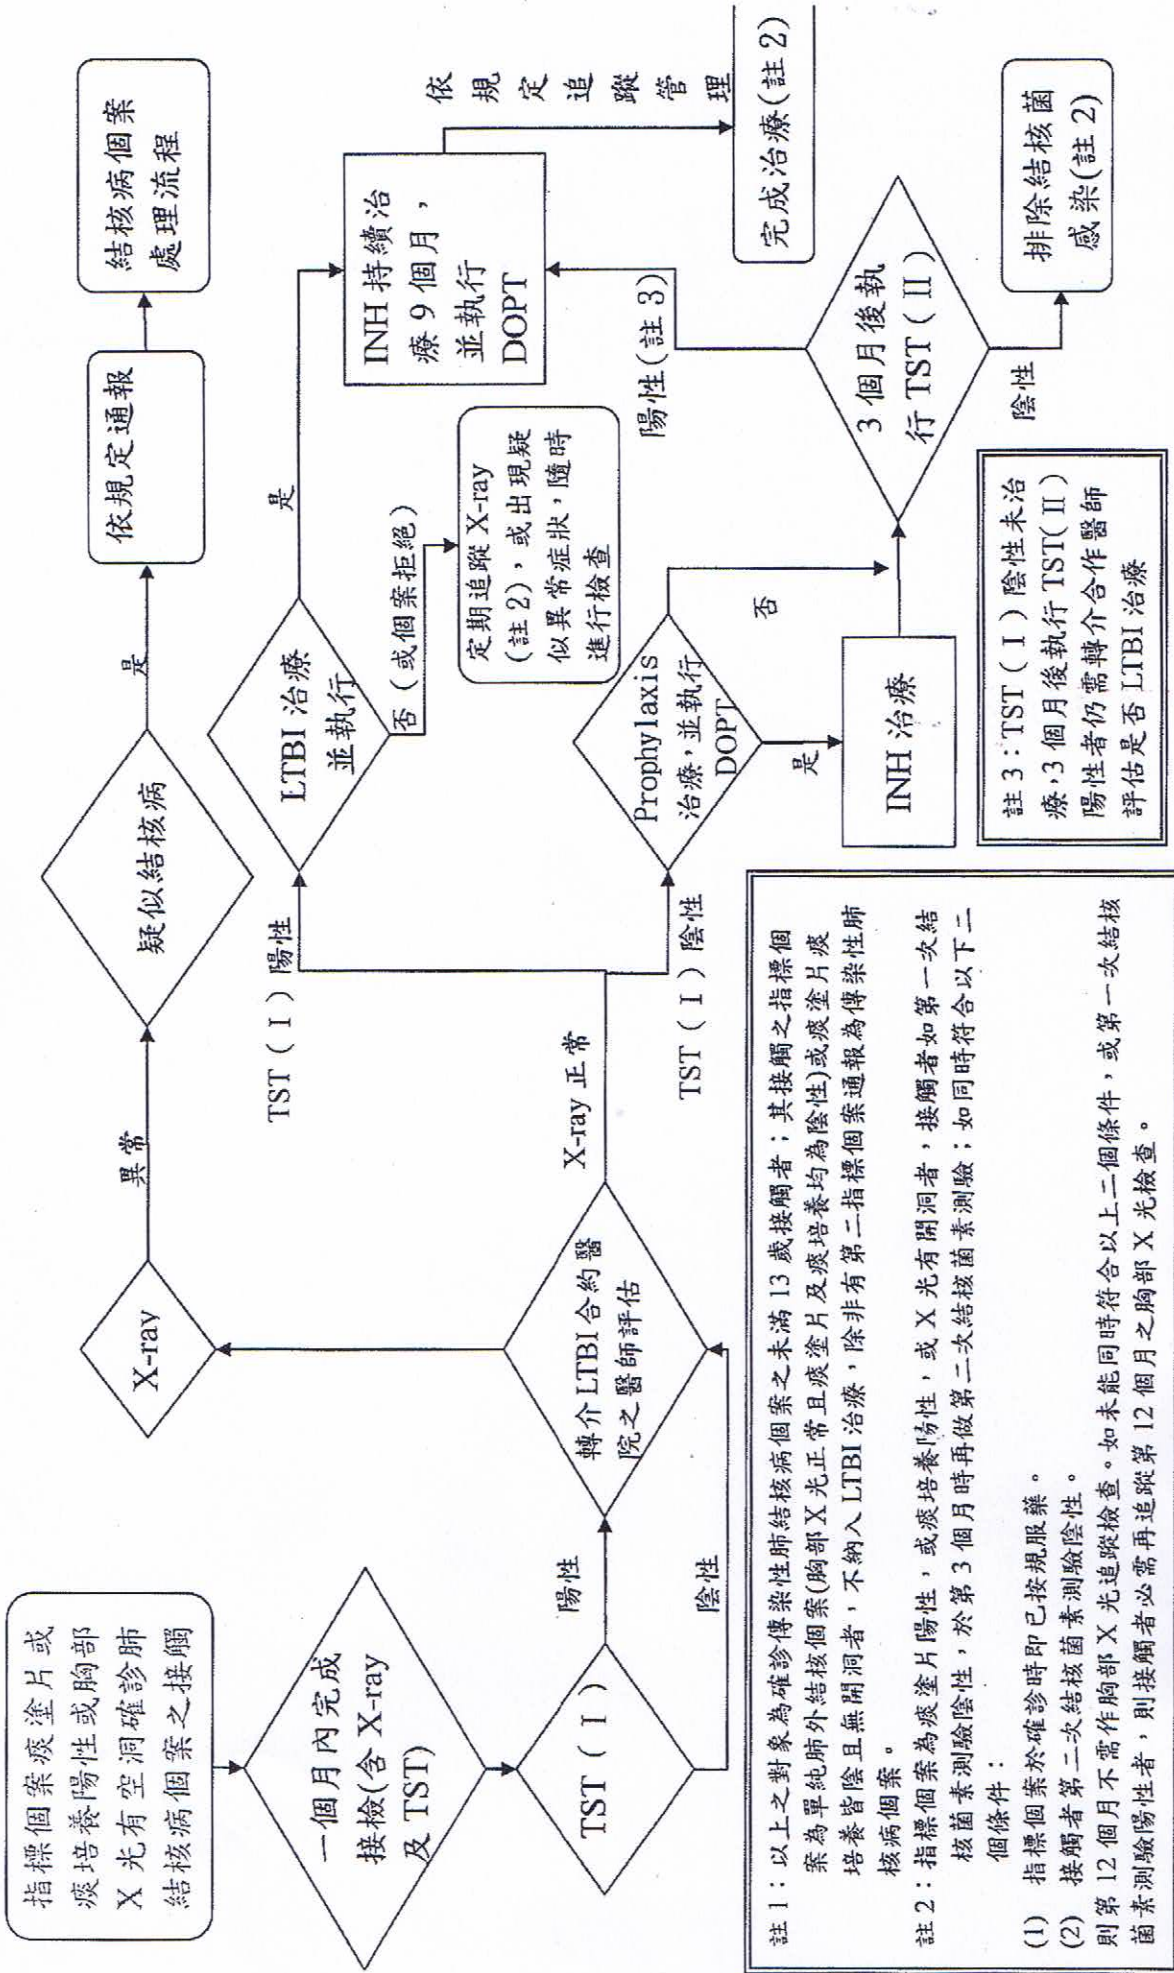 指標個案痰塗片或
痰培養陽性或胸部
X 光有空洞確診肺
結核病個案之接觸
一個月內完成
接檢(含 X-ray
及 TST)
TST ( I )
陽性
陰性
轉介 LTBI 合約醫
院之醫師評估
X-ray
異常
疑似結核病
是
依規定通報
結核病個案
處理流程
X-ray 正常
TST ( I ) 陽性
TST ( I ) 陰性
LTBI 治療
並執行
是
否 (或個案拒絕)
定期追蹤 X-ray
(註 2)，或出現疑
似異常症狀，隨時
進行檢查
INH 持續治
療 9 個月，
並執行
DOPT
依規定追蹤管理
完成治療(註 2)
Prophylaxis
治療，並執行
DOPT
否
是
INH 治療
3 個月後執
行 TST ( II )
陽性(註 3)
陰性
排除結核菌
感染(註 2)
註 3：TST ( I ) 陰性未治
療，3 個月後執行 TST( II )
陽性者仍需轉介合作醫師
評估是否 LTBI 治療
註 1：以上之對象為確診傳染性肺結核病個案之未滿 13 歲接觸者；其接觸之指標個
案為單純肺外結核個案(胸部 X 光正常且痰塗片及痰培養均為陰性)或痰塗片痰
培養皆陰且無開洞者，不納入 LTBI 治療，除非有第二指標個案通報為傳染性肺
核病個案。
註 2：指標個案為痰塗片陽性，或痰培養陽性，或 X 光有開洞者，接觸者如第一次結
核菌素測驗陰性，於第 3 個月時再做第二次結核菌素測驗；如同時符合以下二
個條件：
(1) 指標個案於確診時即已按規服藥。
(2) 接觸者第二次結核菌素測驗陰性。
則第 12 個月不需作胸部 X 光追蹤檢查。如未能同時符合以上二個條件，或第一次結核
菌素測驗陽性者，則接觸者必需再追蹤第 12 個月之胸部 X 光檢查。